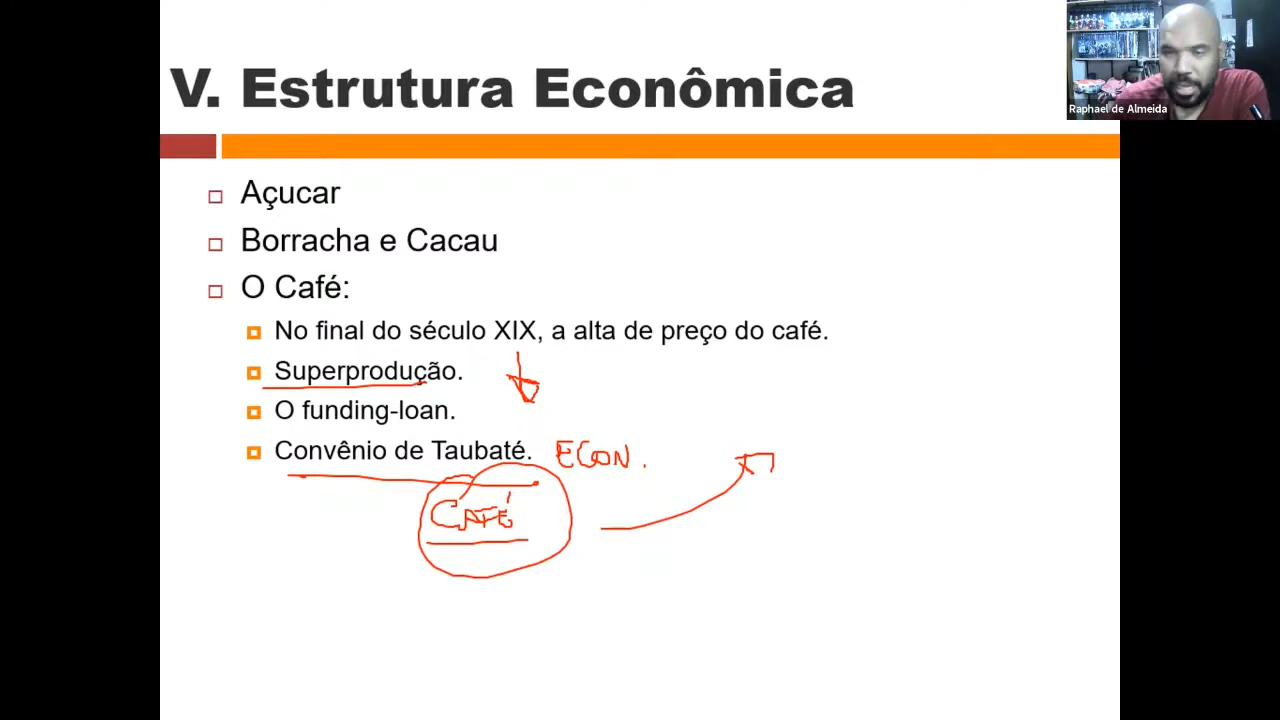 V. Estrutura Econômica
Raphael de Almeida
Açucar
Borracha e Cacau
O Café:
No final do século XIX, a alta de preço do café.
Superprodução.
O funding-loan.
Convênio de Taubaté. ECON.
CAFÉ